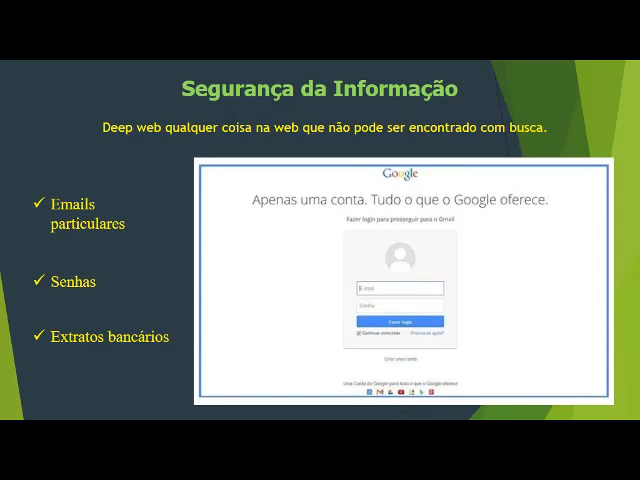 Segurança da Informação
Deep web qualquer coisa na web que não pode ser encontrado com busca.
Emails
particulares
Senhas
Extratos bancários
Google
Apenas uma conta. Tudo o que o Google oferece.
Fazer login para prosseguir para o Gmail
E-mail
Senha
Fazer login
Continuar conectado
Precisa de ajuda?
Criar uma conta
Uma Conta do Google para tudo o que o Google oferece